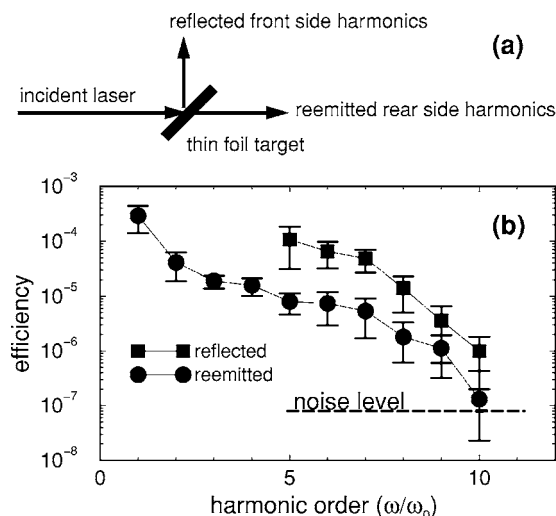 reflected front side harmonics
(a)
incident laser
reemitted rear side harmonics
thin foil target
10⁻³
(b)
10⁻⁴
10⁻⁵
efficiency
10⁻⁶
reflected
reemitted
noise level
10⁻⁷
10⁻⁸
0 5 10
harmonic order (ω/ω₀)